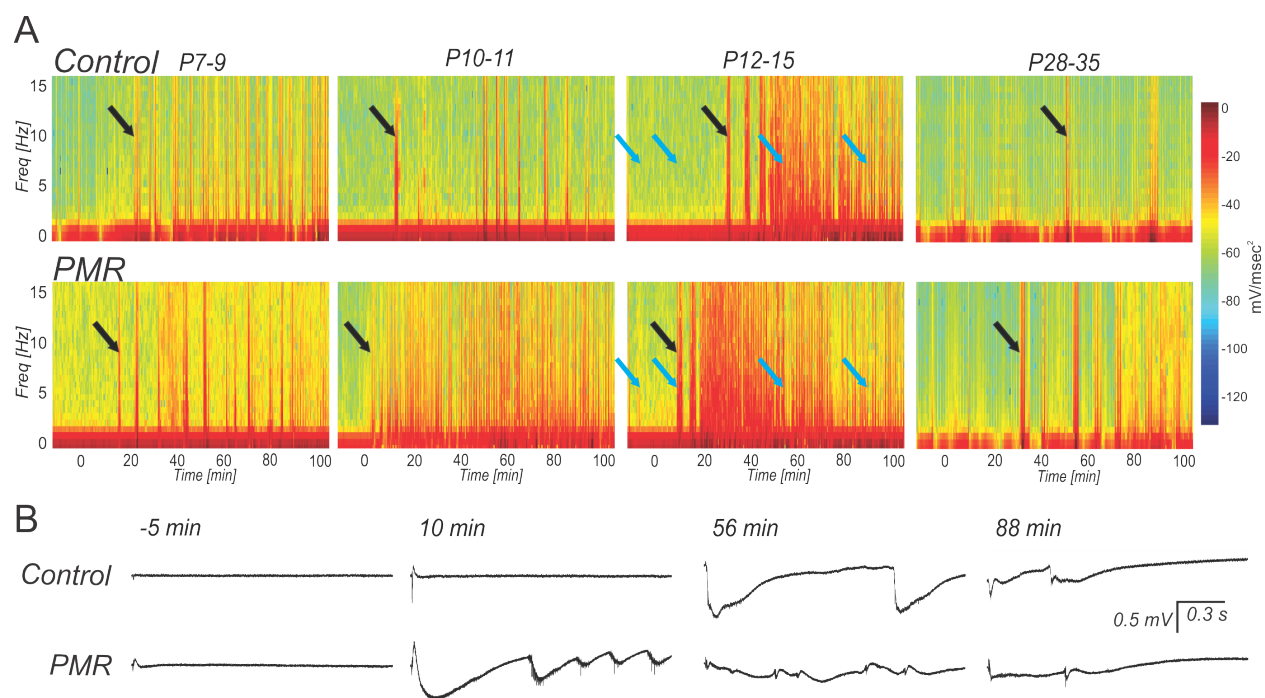 A
Control P7-9 P10-11 P12-15 P28-35
15
10
5
0
Freq [Hz]
0
-20
-40
-60
-80
-100
-120
mV/msec²
PMR
15
10
5
0
Freq [Hz]
0 20 40 60 80 100 0 20 40 60 80 100 0 20 40 60 80 100 0 20 40 60 80 100
Time [min] Time [min] Time [min] Time [min]
B
-5 min 10 min 56 min 88 min
Control
0.5 mV 0.3 s
PMR